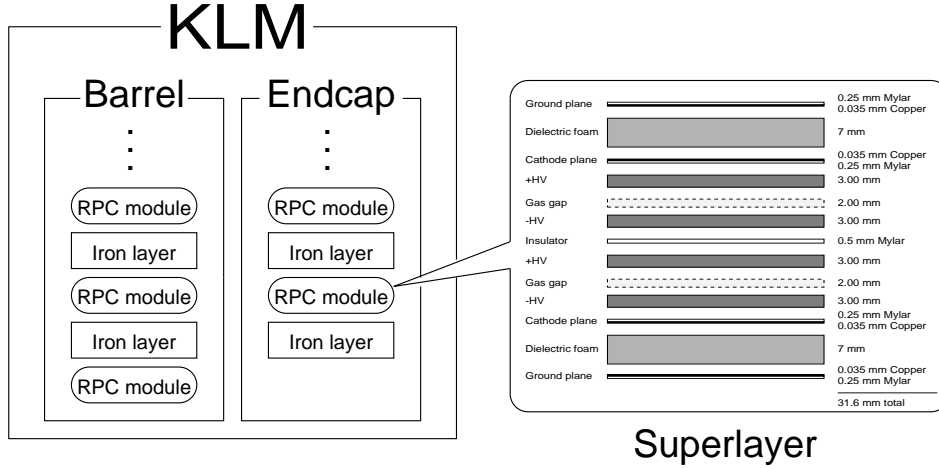 KLM
Barrel
Endcap
RPC module
Iron layer
RPC module
Iron layer
RPC module
RPC module
Iron layer
RPC module
Iron layer
Ground plane
0.25 mm Mylar
0.035 mm Copper
Dielectric foam
7 mm
Cathode plane
0.035 mm Copper
0.25 mm Mylar
+HV
3.00 mm
Gas gap
2.00 mm
-HV
3.00 mm
Insulator
0.5 mm Mylar
+HV
3.00 mm
Gas gap
2.00 mm
-HV
3.00 mm
Cathode plane
0.25 mm Mylar
0.035 mm Copper
Dielectric foam
7 mm
Ground plane
0.035 mm Copper
0.25 mm Mylar
31.6 mm total
Superlayer